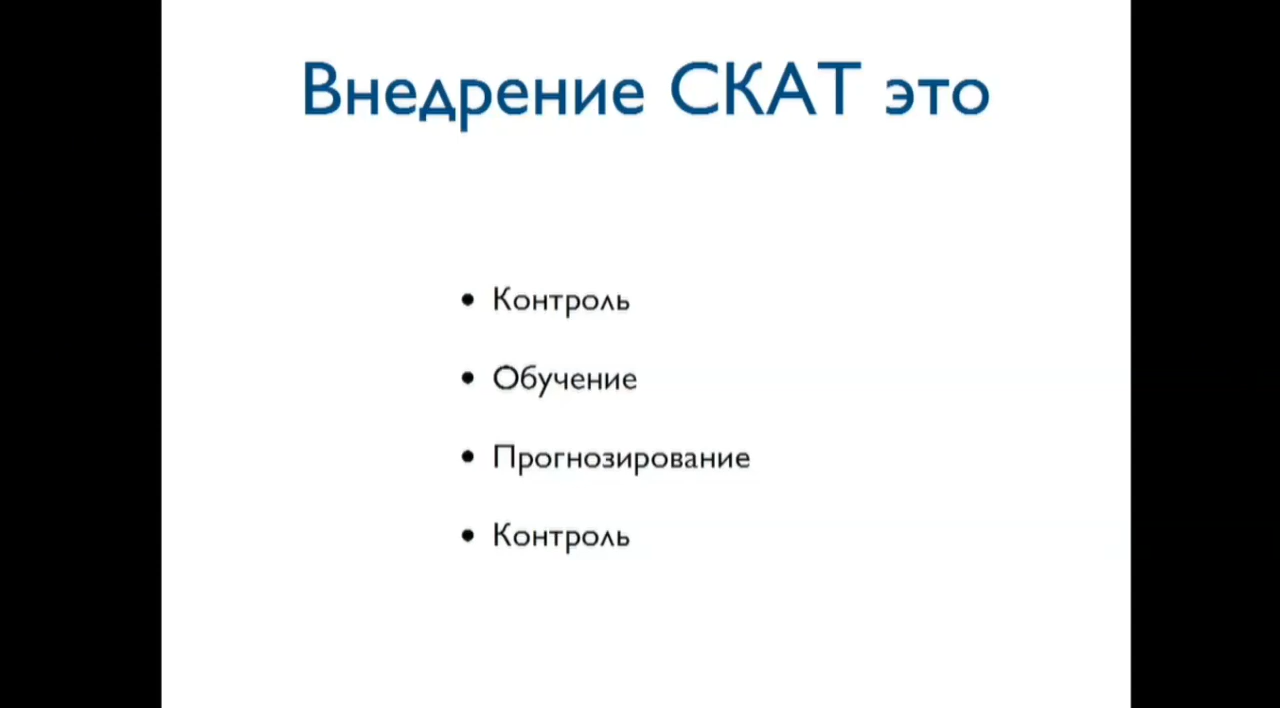 Внедрение СКАТ это
• Контроль
• Обучение
• Прогнозирование
• Контроль